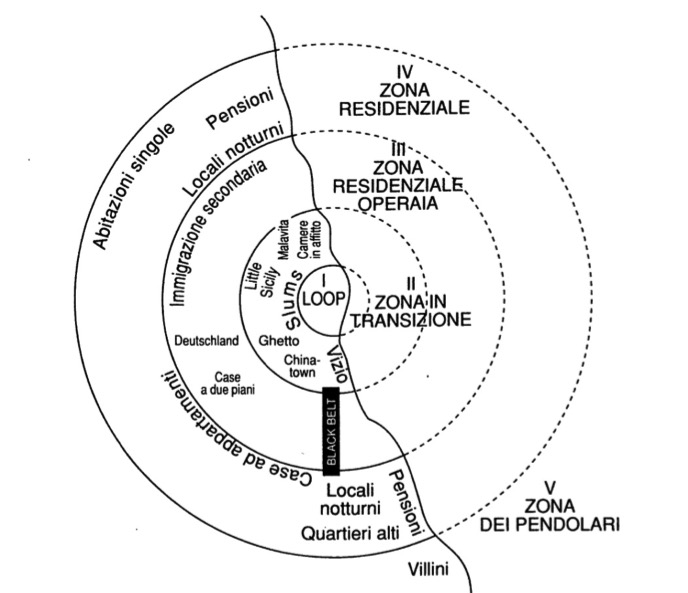 IV
ZONA
RESIDENZIALE
III
ZONA
RESIDENZIALE
OPERAIA
II
ZONA IN
TRANSIZIONE
I
LOOP
V
ZONA
DEI PENDOLARI
Abitazioni singole
Pensioni
Locali notturni
Immigrazione secondaria
Malavita
Camere
in affitto
Little
Sicily
Slums
Deutschland
Ghetto
China-
town
Vizio
Case
a due piani
Case ad appartamenti
BLACK BELT
Locali
notturni
Pensioni
Quartieri alti
Villini